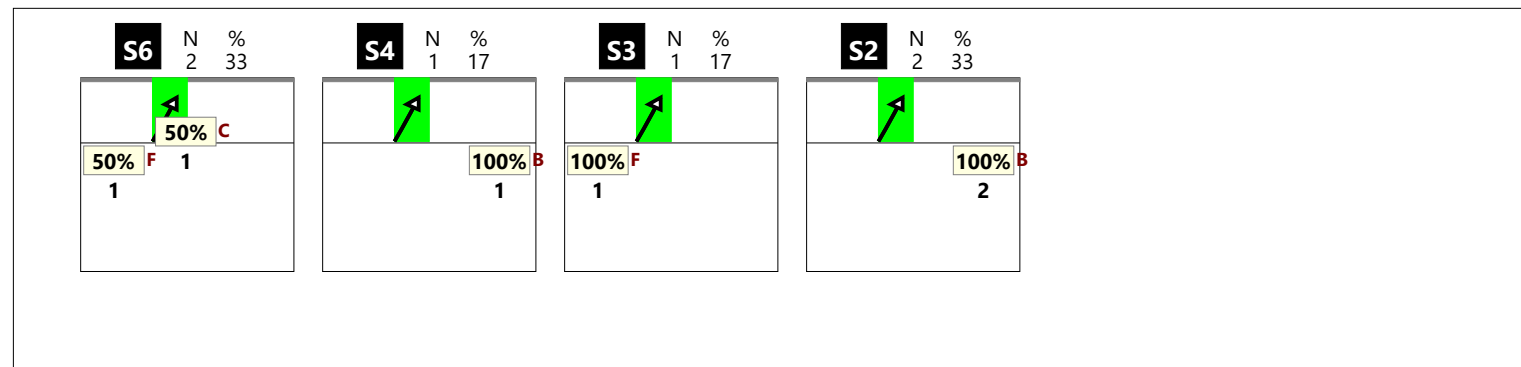 S6 N % S4 N % S3 N % S2 N %
2 33 1 17 1 17 2 33
50% C
50% F 1 100% B 100% F 100% B
1 1 1 2